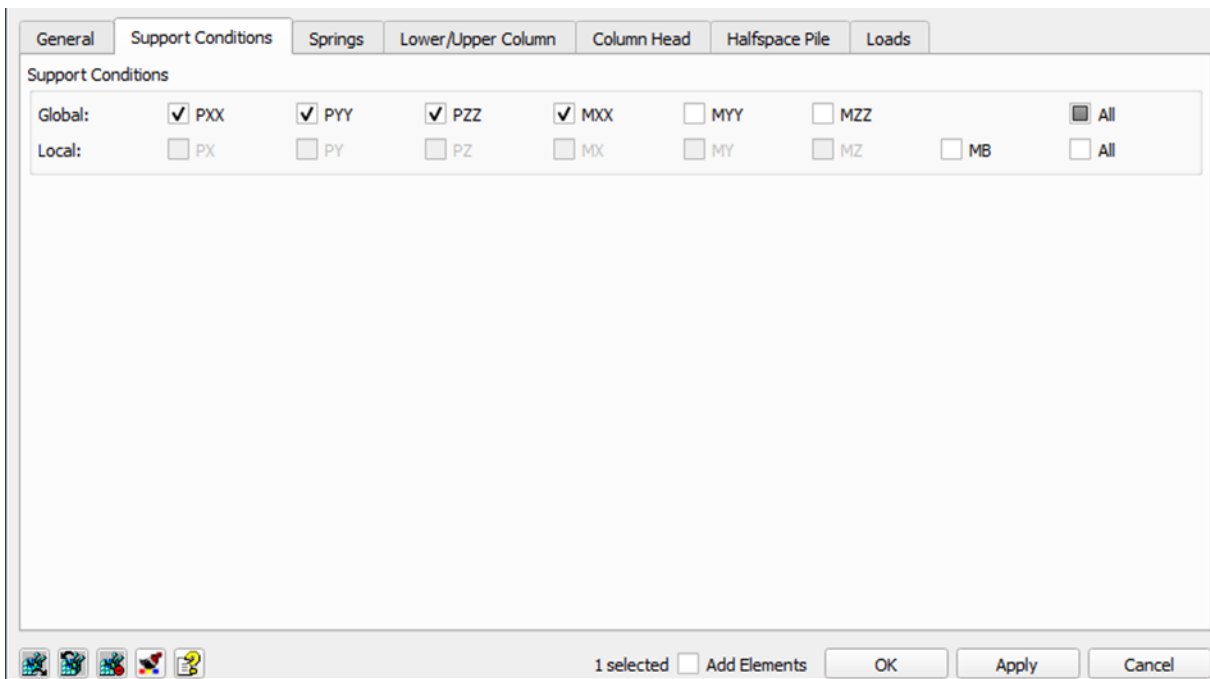 General Support Conditions Springs Lower/Upper Column Column Head Halfspace Pile Loads
Support Conditions
Global: PXX PYY PZZ MXX MYY MZZ All
Local: PX PY PZ MX MY MZ MB All
1 selected Add Elements OK Apply Cancel